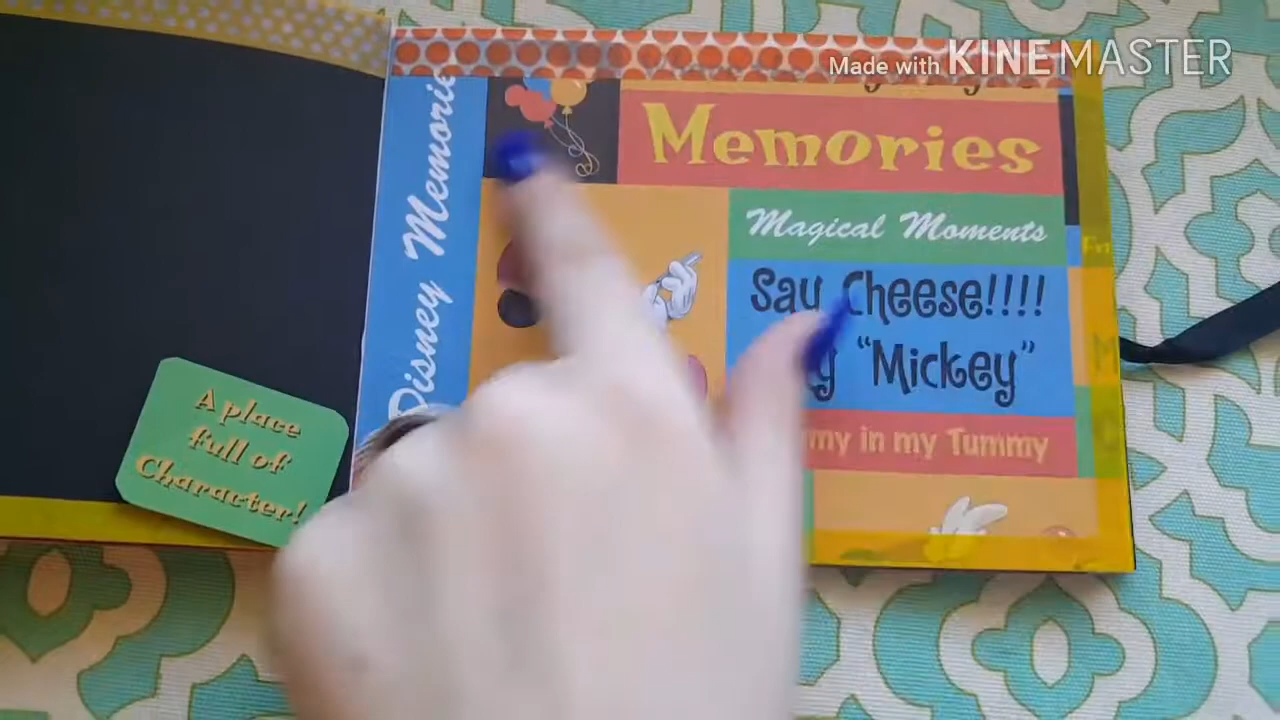 Made with KINEMASTER
Disney Memorie
Memories
Magical Moments
Say Cheese!!!!
"Mickey"
my in my Tummy
A place
full of
Character!